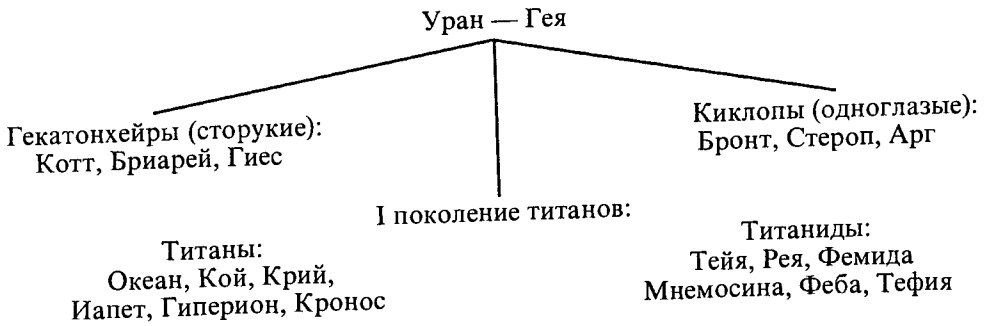 Уран — Гея
Гекатонхейры (сторукие):
Котт, Бриарей, Гиес
Киклопы (одноглазые):
Бронт, Стероп, Арг
I поколение титанов:
Титаны:
Океан, Кой, Крий,
Иапет, Гиперион, Кронос
Титаниды:
Тейя, Рея, Фемида
Мнемосина, Феба, Тефия